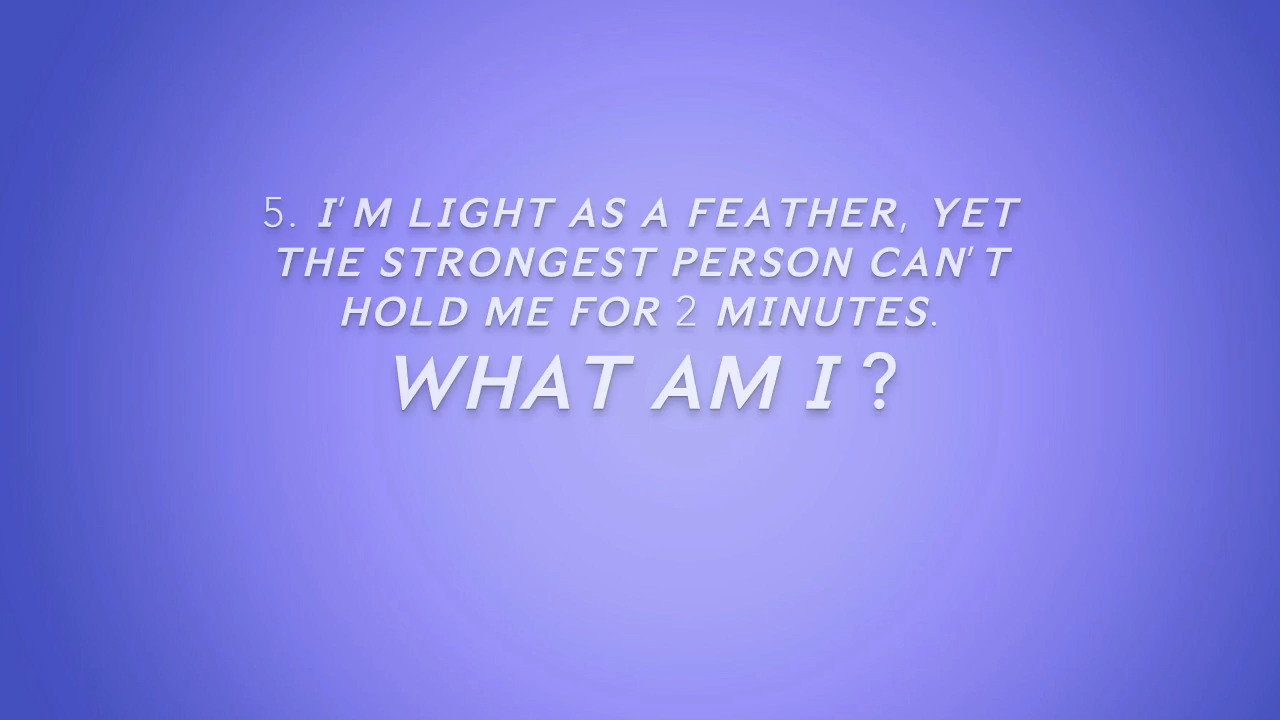 5. I'M LIGHT AS A FEATHER, YET
THE STRONGEST PERSON CAN'T
HOLD ME FOR 2 MINUTES.
WHAT AM I ?